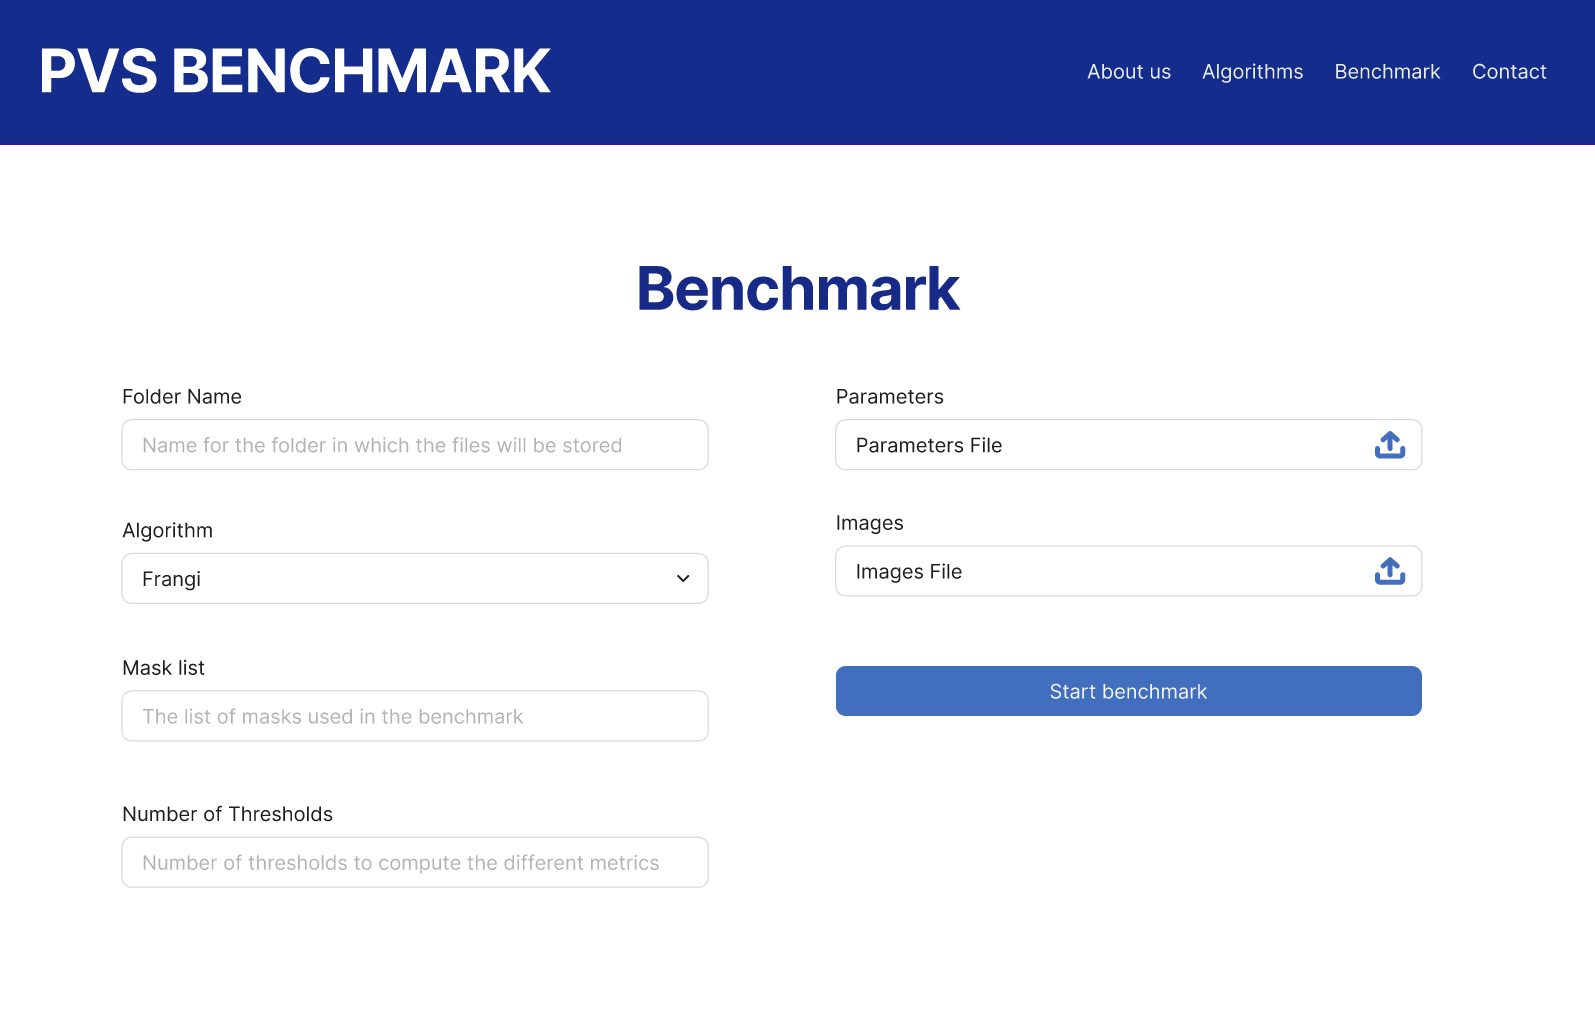 PVS BENCHMARK
About us
Algorithms
Benchmark
Contact
Benchmark
Folder Name
Name for the folder in which the files will be stored
Algorithm
Frangi
Mask list
The list of masks used in the benchmark
Number of Thresholds
Number of thresholds to compute the different metrics
Parameters
Parameters File
Images
Images File
Start benchmark